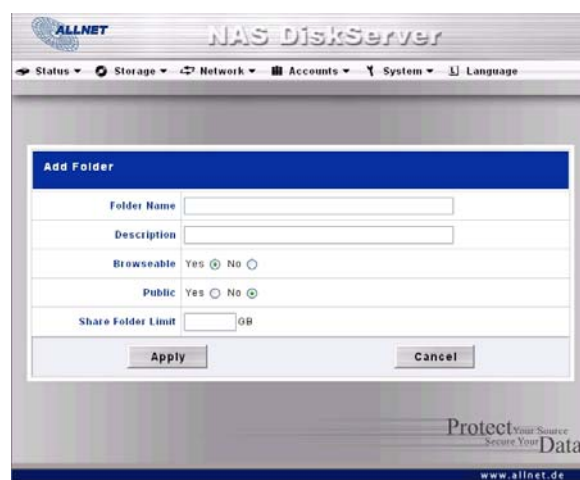 ALLNET
NAS DiskServer
Status Storage Network Accounts System Language
Add Folder
Folder Name
Description
Browseable Yes No
Public Yes No
Share Folder Limit GB
Apply Cancel
Protect Your Source
Secure Your Data
www.allnet.de